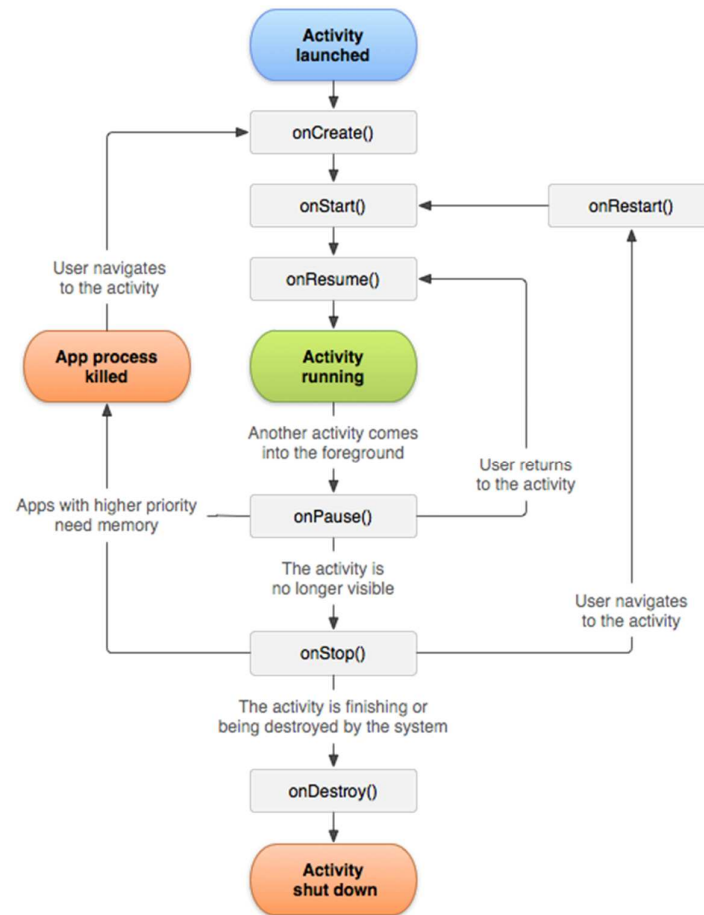 Activity
launched
onCreate()
onStart()
onRestart()
onResume()
User navigates
to the activity
App process
killed
Activity
running
Another activity comes
into the foreground
User returns
to the activity
Apps with higher priority
need memory
onPause()
The activity is
no longer visible
User navigates
to the activity
onStop()
The activity is finishing or
being destroyed by the system
onDestroy()
Activity
shut down